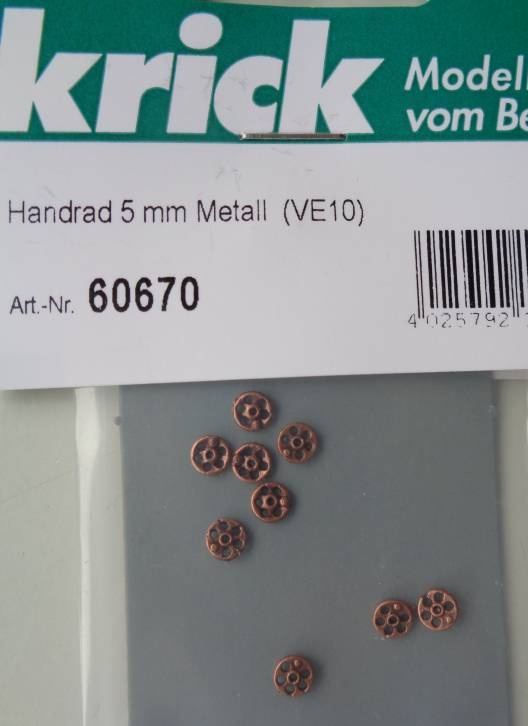 krick
Modell
vom Be
Handrad 5 mm Metall (VE10)
Art.-Nr. 60670
4 025792